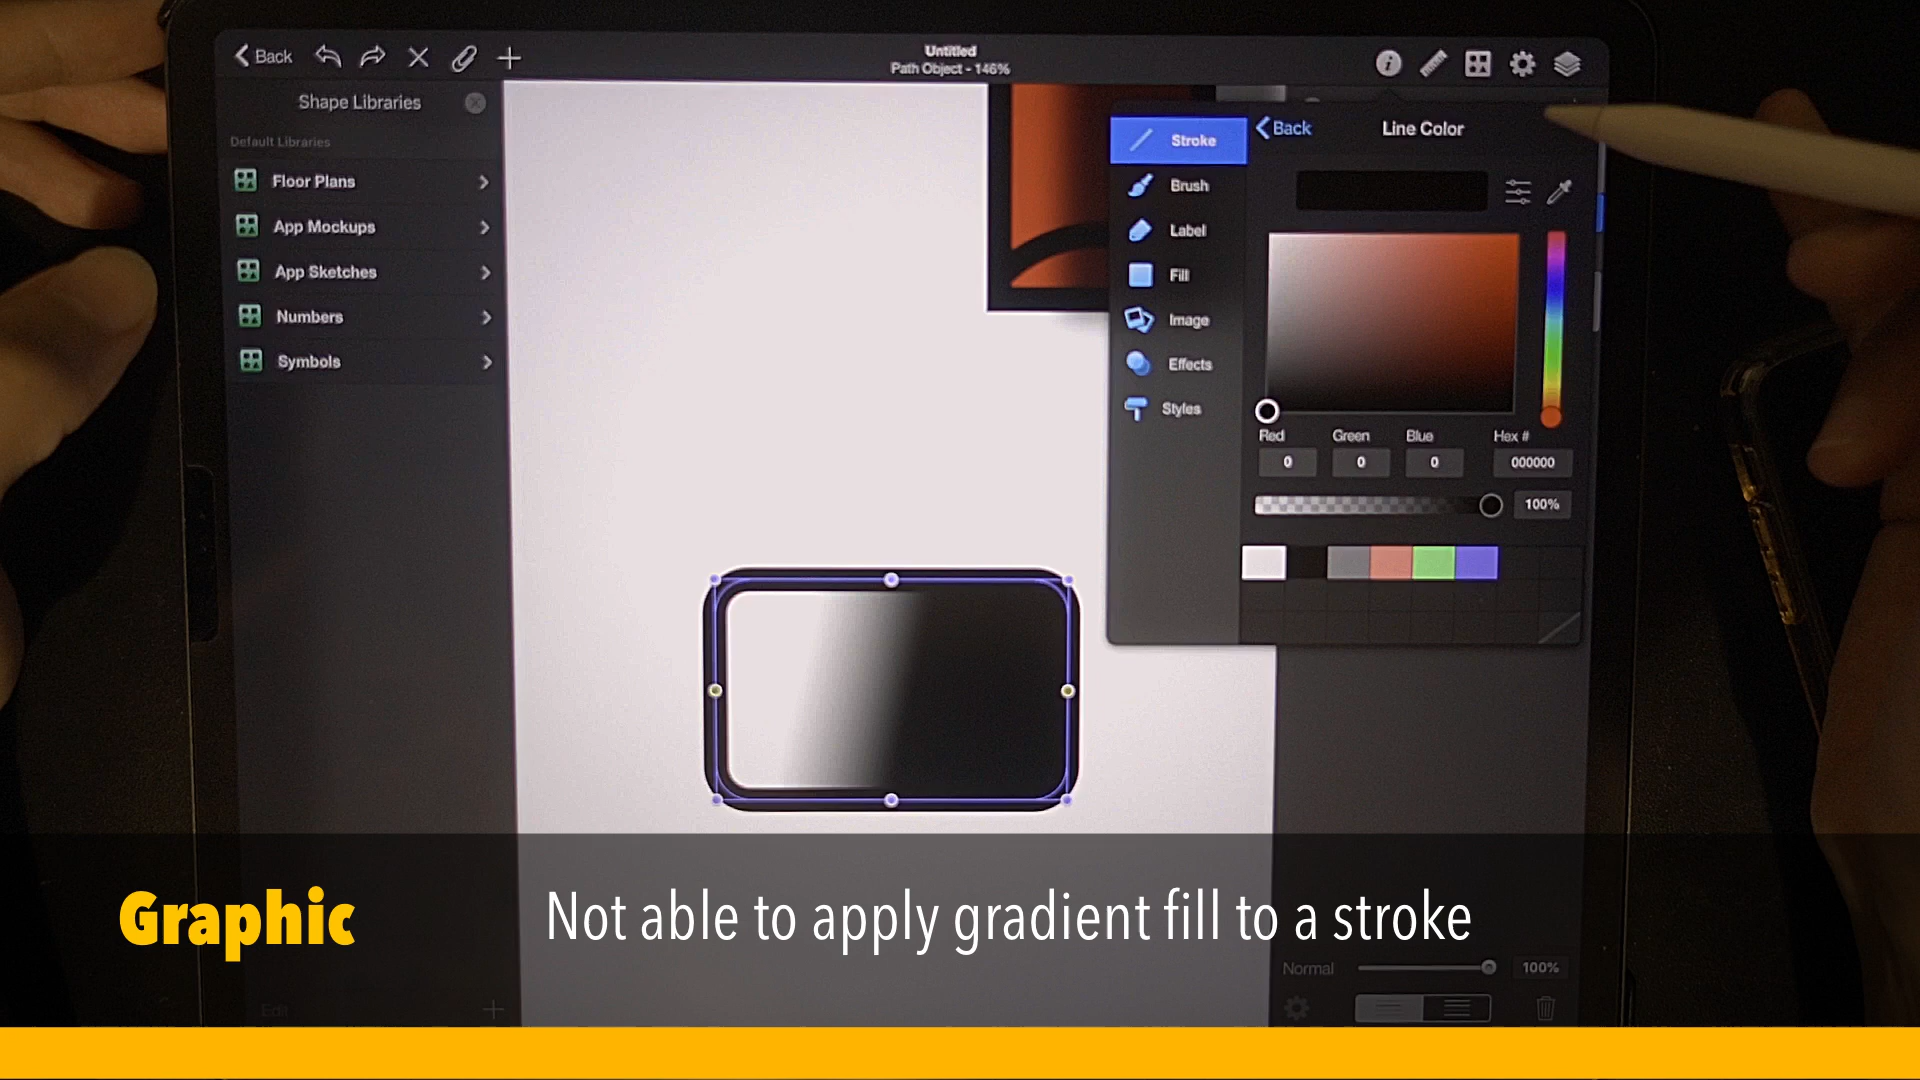 Back
Untitled
Path Object - 146%
Shape Libraries
Default Libraries
Floor Plans
App Mockups
App Sketches
Numbers
Symbols
Stroke
Brush
Label
Fill
Image
Effects
Styles
Back
Line Color
Red
Green
Blue
Hex #
0
0
0
000000
100%
Graphic
Not able to apply gradient fill to a stroke
Normal
100%
Edit